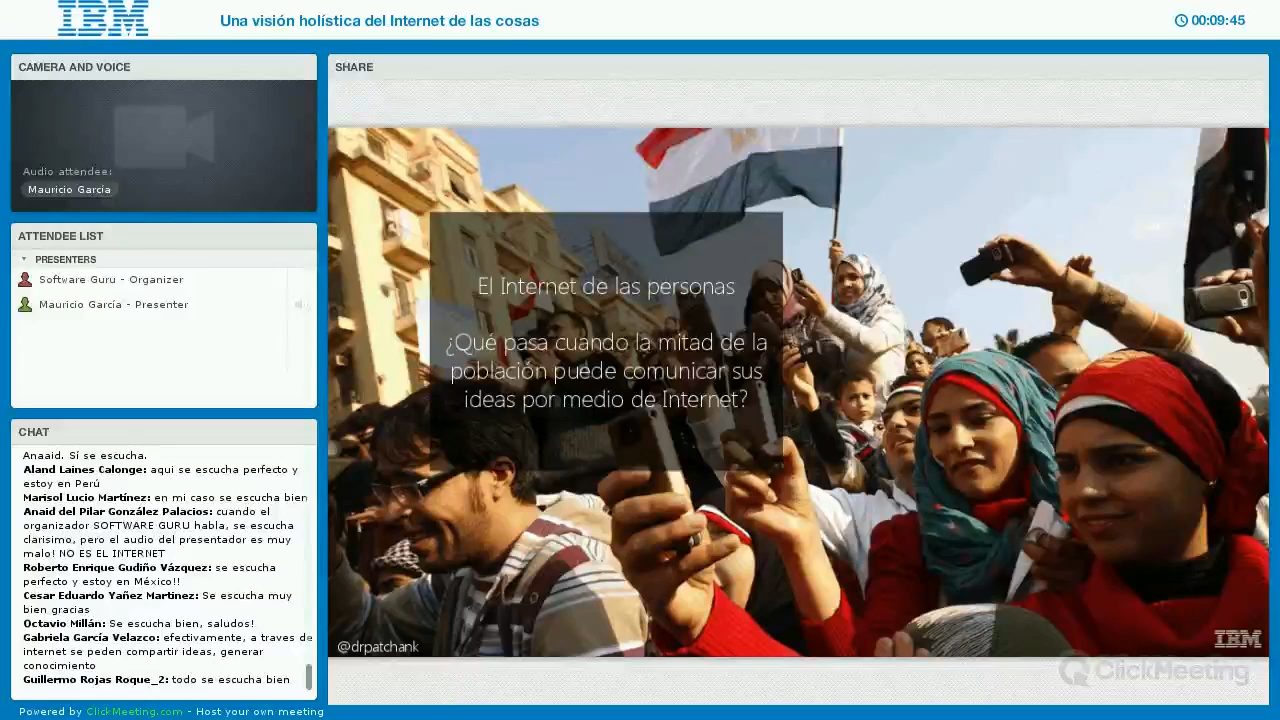 IBM
Una visión holística del Internet de las cosas
00:09:45
CAMERA AND VOICE
Audio attendee:
Mauricio García
ATTENDEE LIST
PRESENTERS
Software Guru - Organizer
Mauricio García - Presenter
CHAT
Anaaid. Sí se escucha.
Aland Laines Calonge: aqui se escucha perfecto y
estoy en Perú
Marisol Lucio Martínez: en mi caso se escucha bien
Anaid del Pilar González Palacios: cuando el
organizador SOFTWARE GURU habla, se escucha
clarisimo, pero el audio del presentador es muy
malo! NO ES EL INTERNET
Roberto Enrique Gudiño Vázquez: se escucha
perfecto y estoy en México!!
Cesar Eduardo Yañez Martinez: Se escucha muy
bien gracias
Octavio Millán: Se escucha bien, saludos!
Gabriela García Velazco: efectivamente, a traves de
internet se peden compartir ideas, generar
conocimiento
Guillermo Rojas Roque_2: todo se escucha bien
Powered by ClickMeeting.com - Host your own meeting
SHARE
El Internet de las personas
¿Qué pasa cuando la mitad de la
población puede comunicar sus
ideas por medio de Internet?
@drpatchank
IBM
ClickMeeting